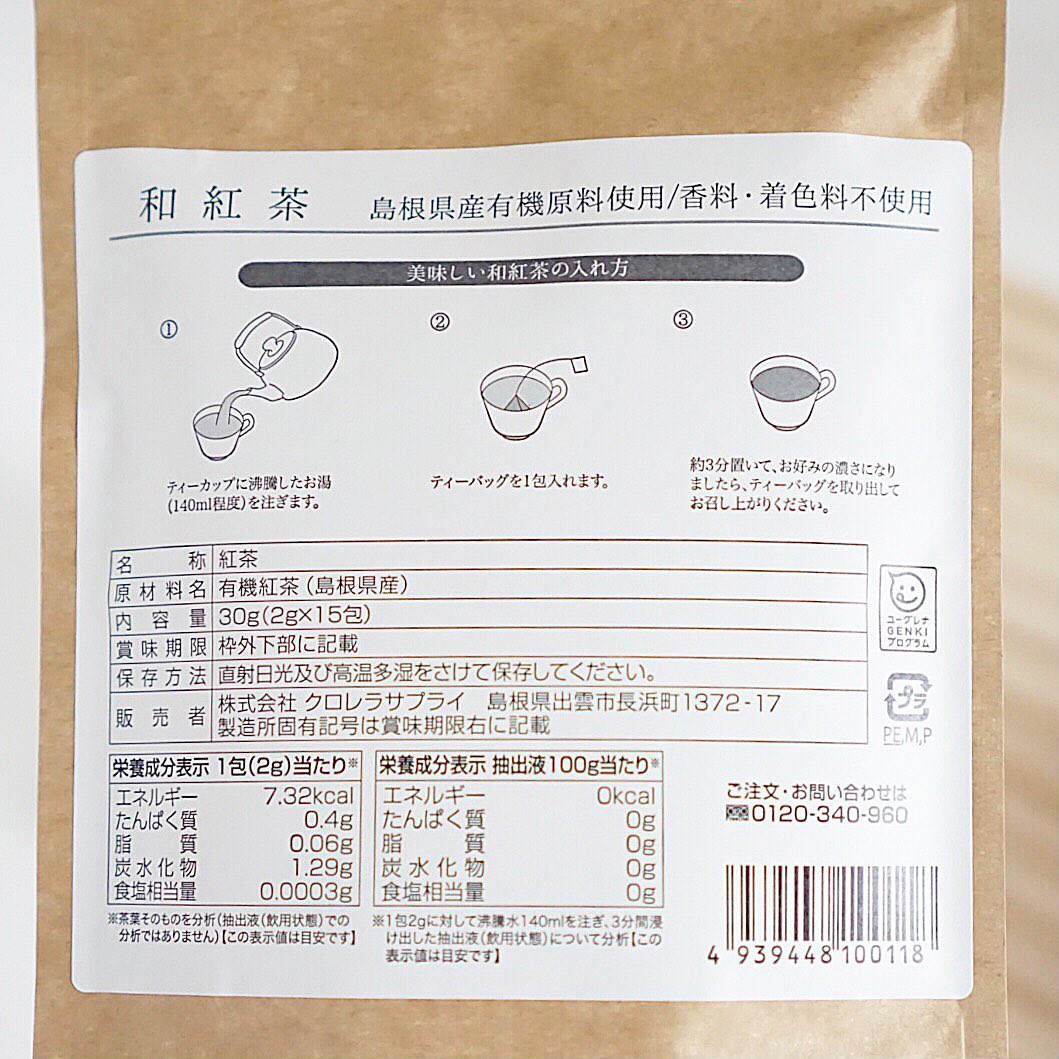 和紅茶 島根県産有機原料使用/香料・着色料不使用
美味しい和紅茶の入れ方
①
ティーカップに沸騰したお湯
(140ml程度)を注ぎます。
②
ティーバッグを1包入れます。
③
約3分置いて、お好みの濃さになり
ましたら、ティーバッグを取り出して
お召し上がりください。
名称 紅茶
原材料名 有機紅茶(島根県産)
内容量 30g(2g×15包)
賞味期限 枠外下部に記載
保存方法 直射日光及び高温多湿をさけて保存してください。
販売者 株式会社 クロレラサプライ 島根県出雲市長浜町1372-17
製造所固有記号は賞味期限右に記載
ユーグレナ
GENKI
プログラム
プラ
PE,M,P
栄養成分表示 1包(2g)当たり※
エネルギー 7.32kcal
たんぱく質 0.4g
脂質 0.06g
炭水化物 1.29g
食塩相当量 0.0003g
※茶葉そのものを分析(抽出液(飲用状態)での
分析ではありません)【この表示値は目安です】
栄養成分表示 抽出液100g当たり※
エネルギー 0kcal
たんぱく質 0g
脂質 0g
炭水化物 0g
食塩相当量 0g
※1包2gに対して沸騰水140mlを注ぎ、3分間浸
け出した抽出液(飲用状態)について分析【この
表示値は目安です】
ご注文・お問い合わせは
0120-340-960
4 939448 100118